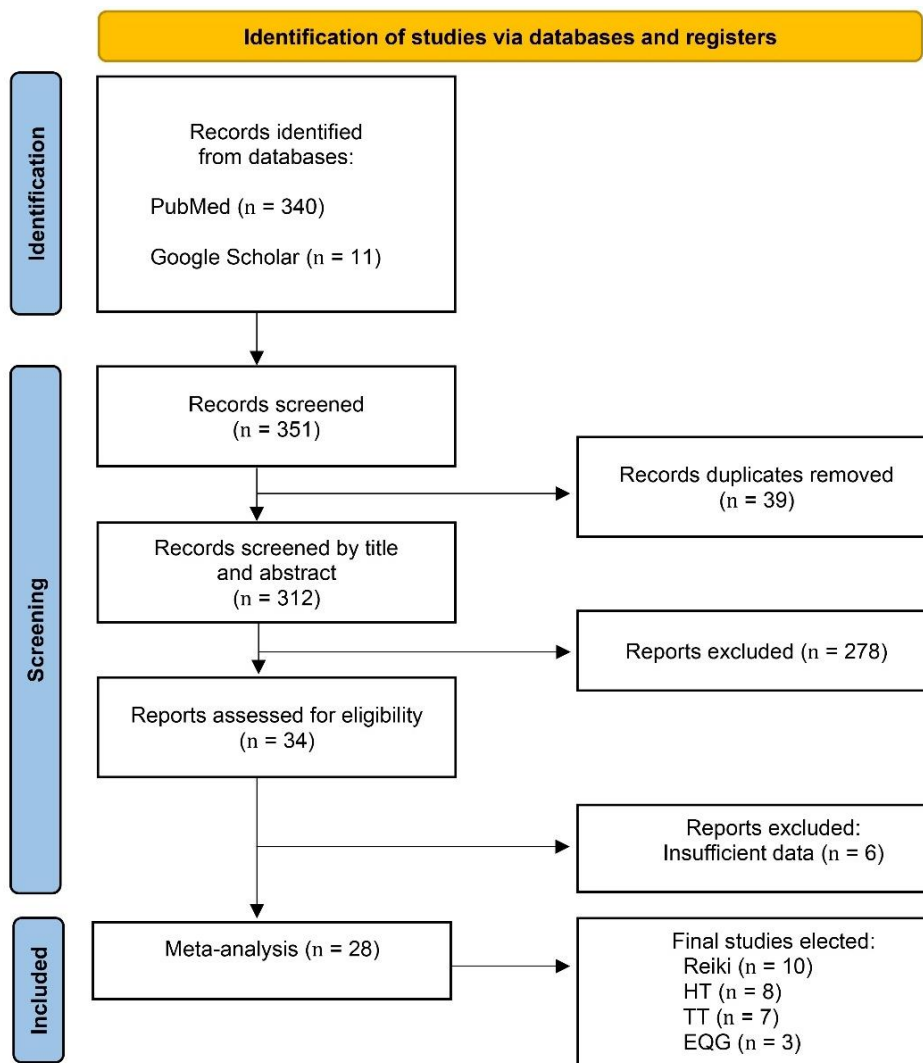 Identification of studies via databases and registers
Identification
Records identified
from databases:
PubMed (n = 340)
Google Scholar (n = 11)
Screening
Records screened
(n = 351)
Records duplicates removed
(n = 39)
Records screened by title
and abstract
(n = 312)
Reports excluded (n = 278)
Reports assessed for eligibility
(n = 34)
Reports excluded:
Insufficient data (n = 6)
Included
Meta-analysis (n = 28)
Final studies elected:
Reiki (n = 10)
HT (n = 8)
TT (n = 7)
EQG (n = 3)